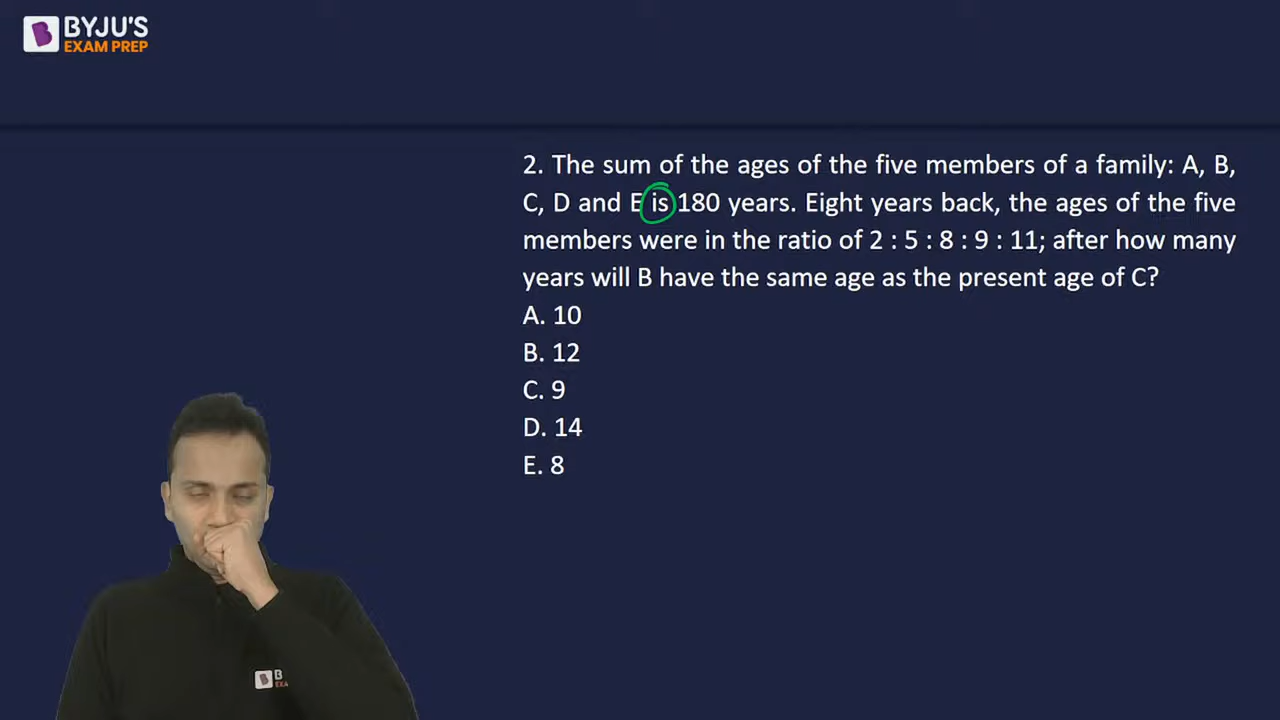 BYJU'S
EXAM PREP
2. The sum of the ages of the five members of a family: A, B,
C, D and E is 180 years. Eight years back, the ages of the five
members were in the ratio of 2 : 5 : 8 : 9 : 11; after how many
years will B have the same age as the present age of C?
A. 10
B. 12
C. 9
D. 14
E. 8
B
EXA